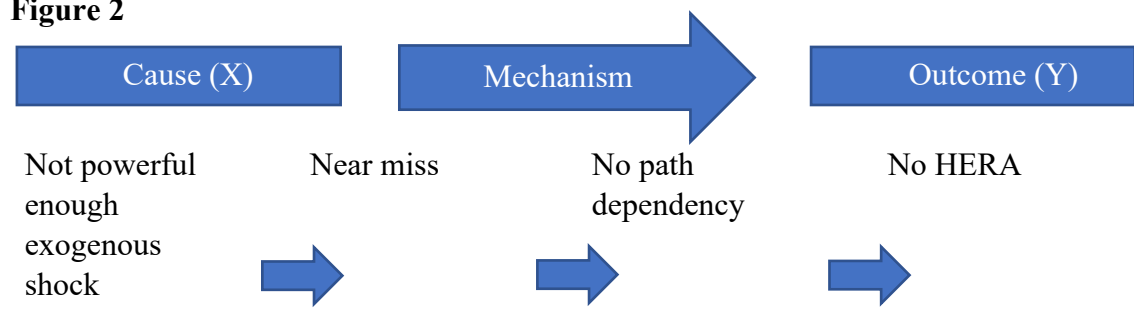 Figure 2
Cause (X)
Mechanism
Outcome (Y)
Not powerful
enough
exogenous
shock
Near miss
No path
dependency
No HERA